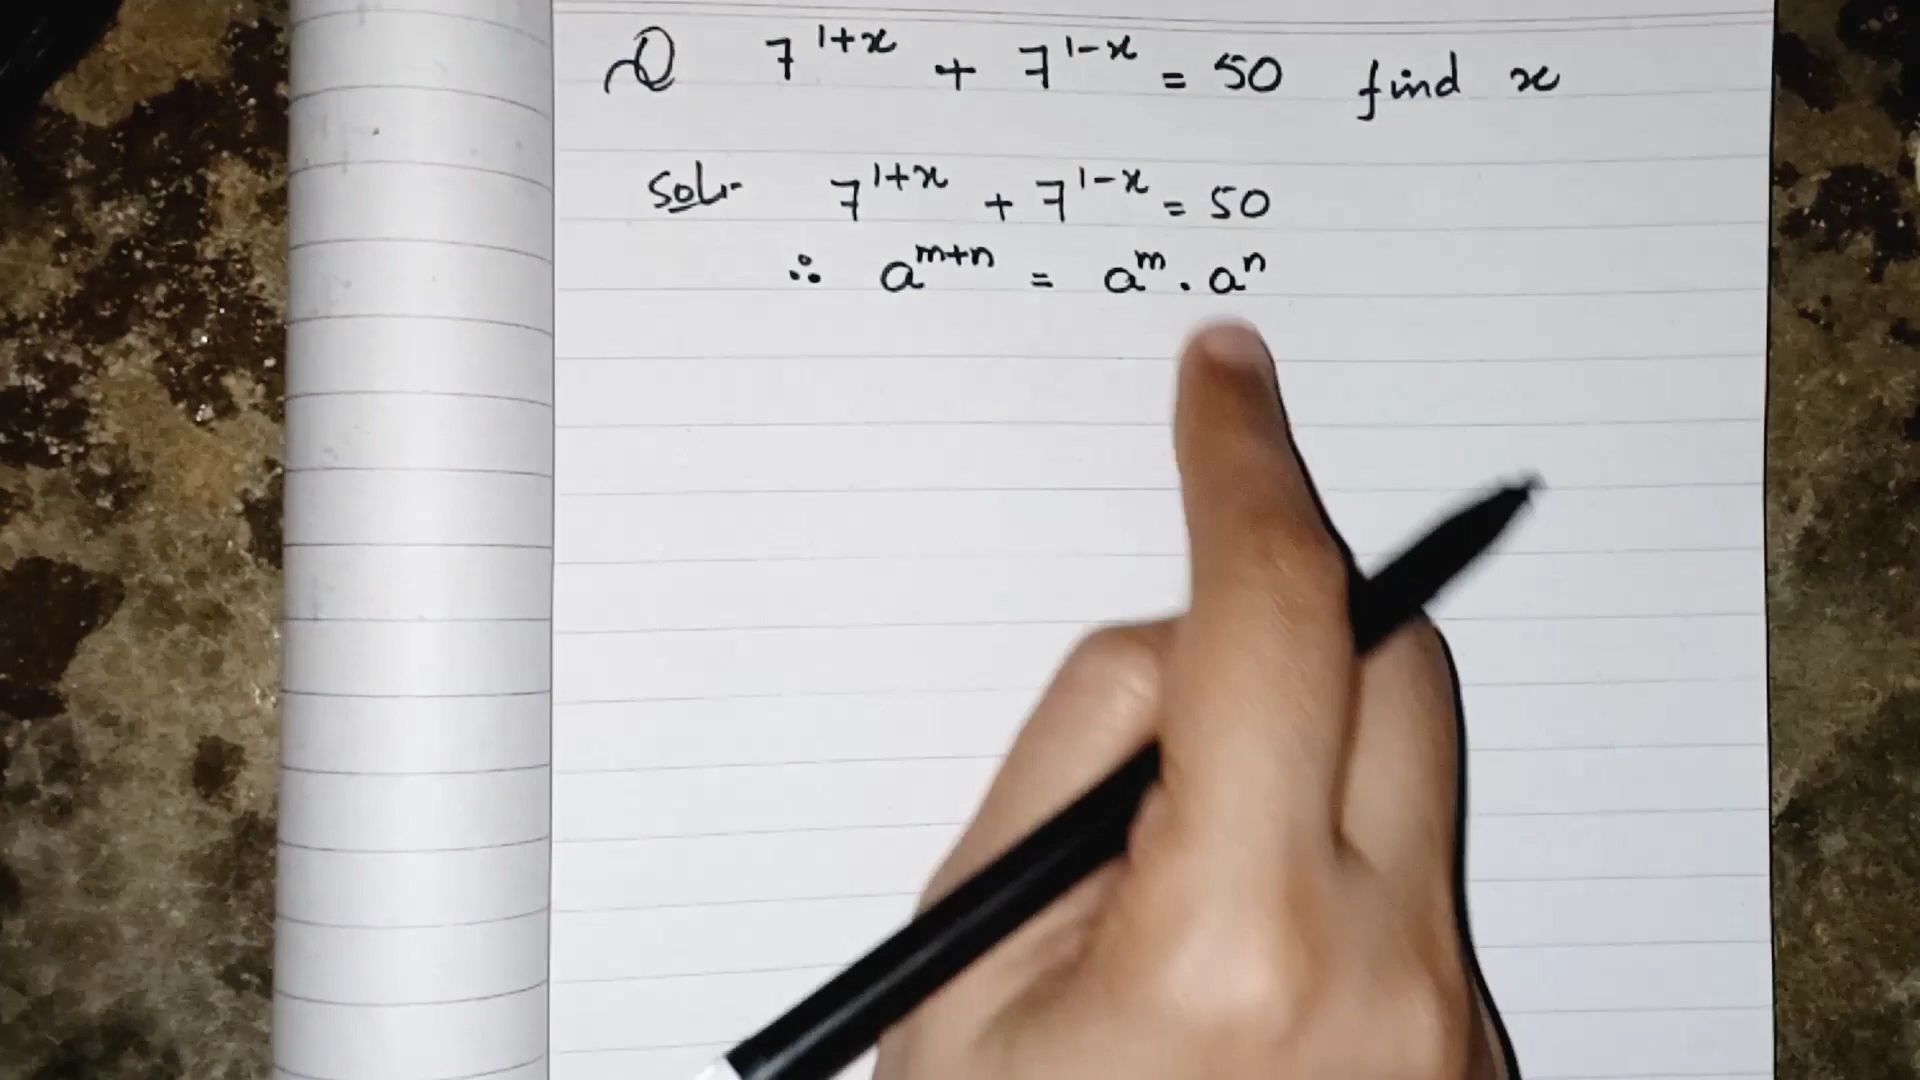 Q 7^{1+x} + 7^{1-x} = 50 find x
Sol:- 7^{1+x} + 7^{1-x} = 50
∴ a^{m+n} = a^m . a^n